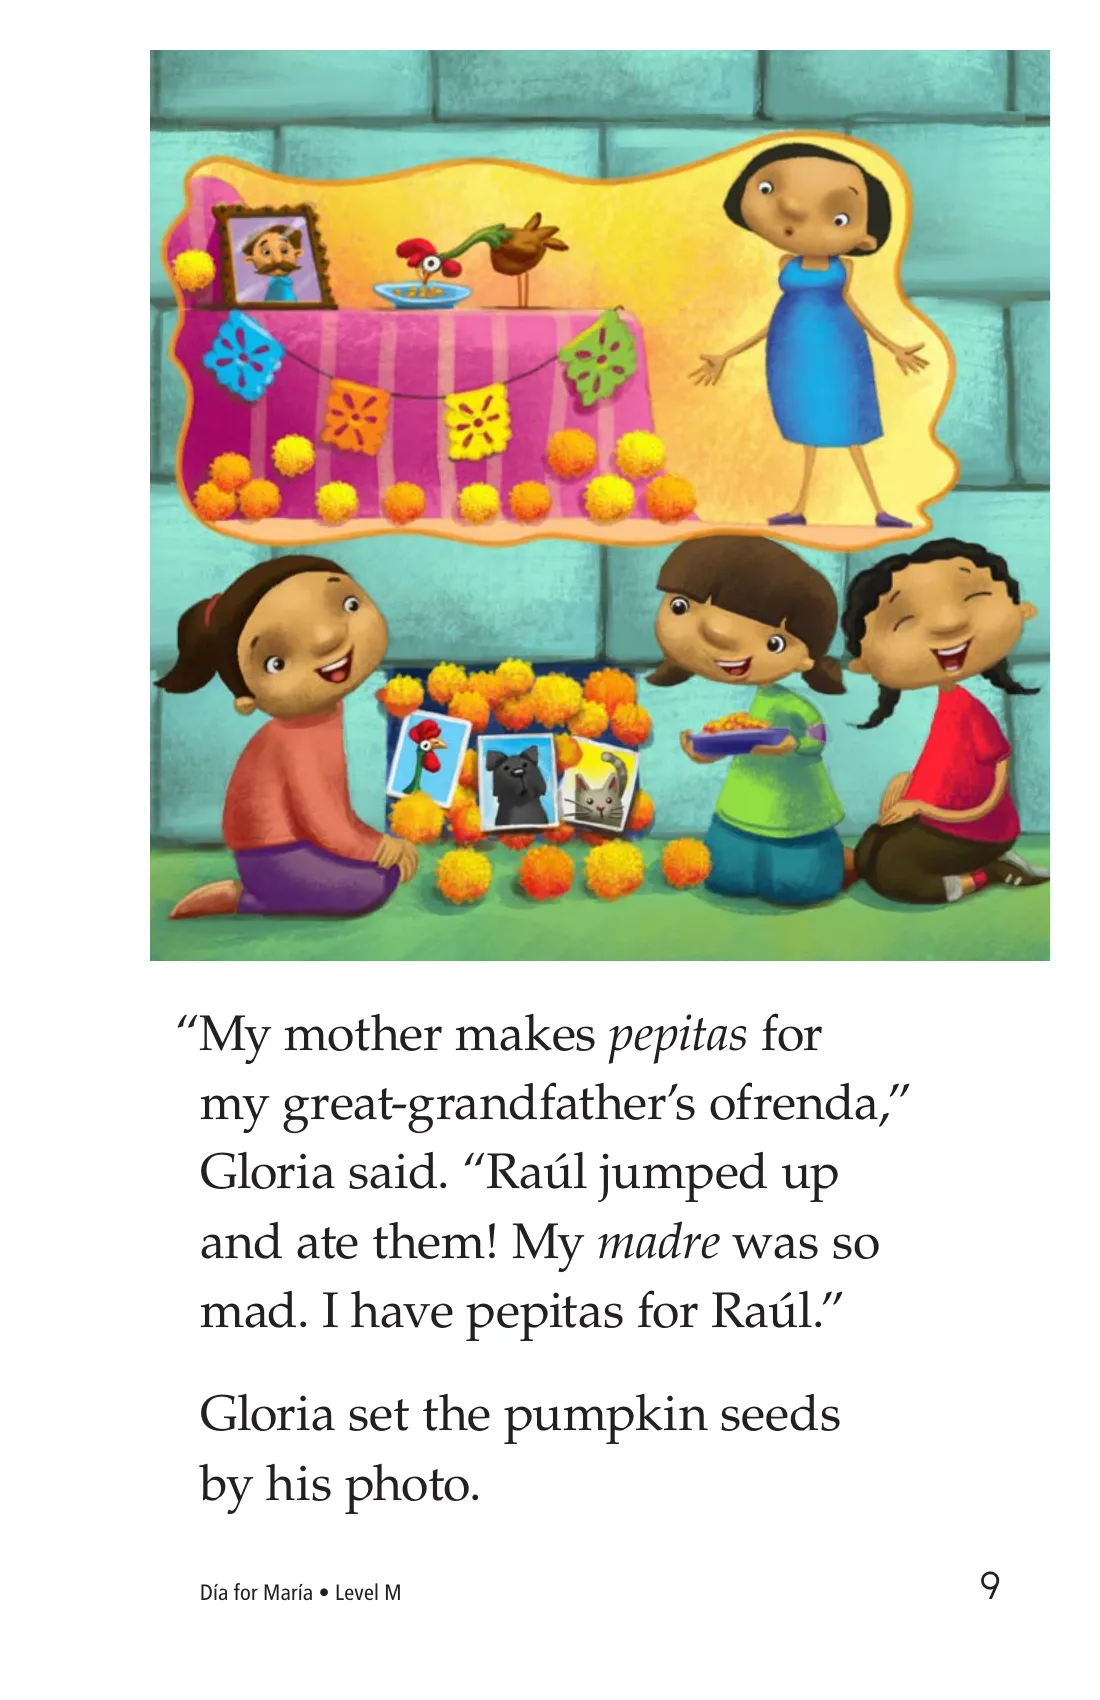 “My mother makes pepitas for
my great-grandfather’s ofrenda,”
Gloria said. “Raúl jumped up
and ate them! My madre was so
mad. I have pepitas for Raúl.”
Gloria set the pumpkin seeds
by his photo.
Día for María • Level M
9